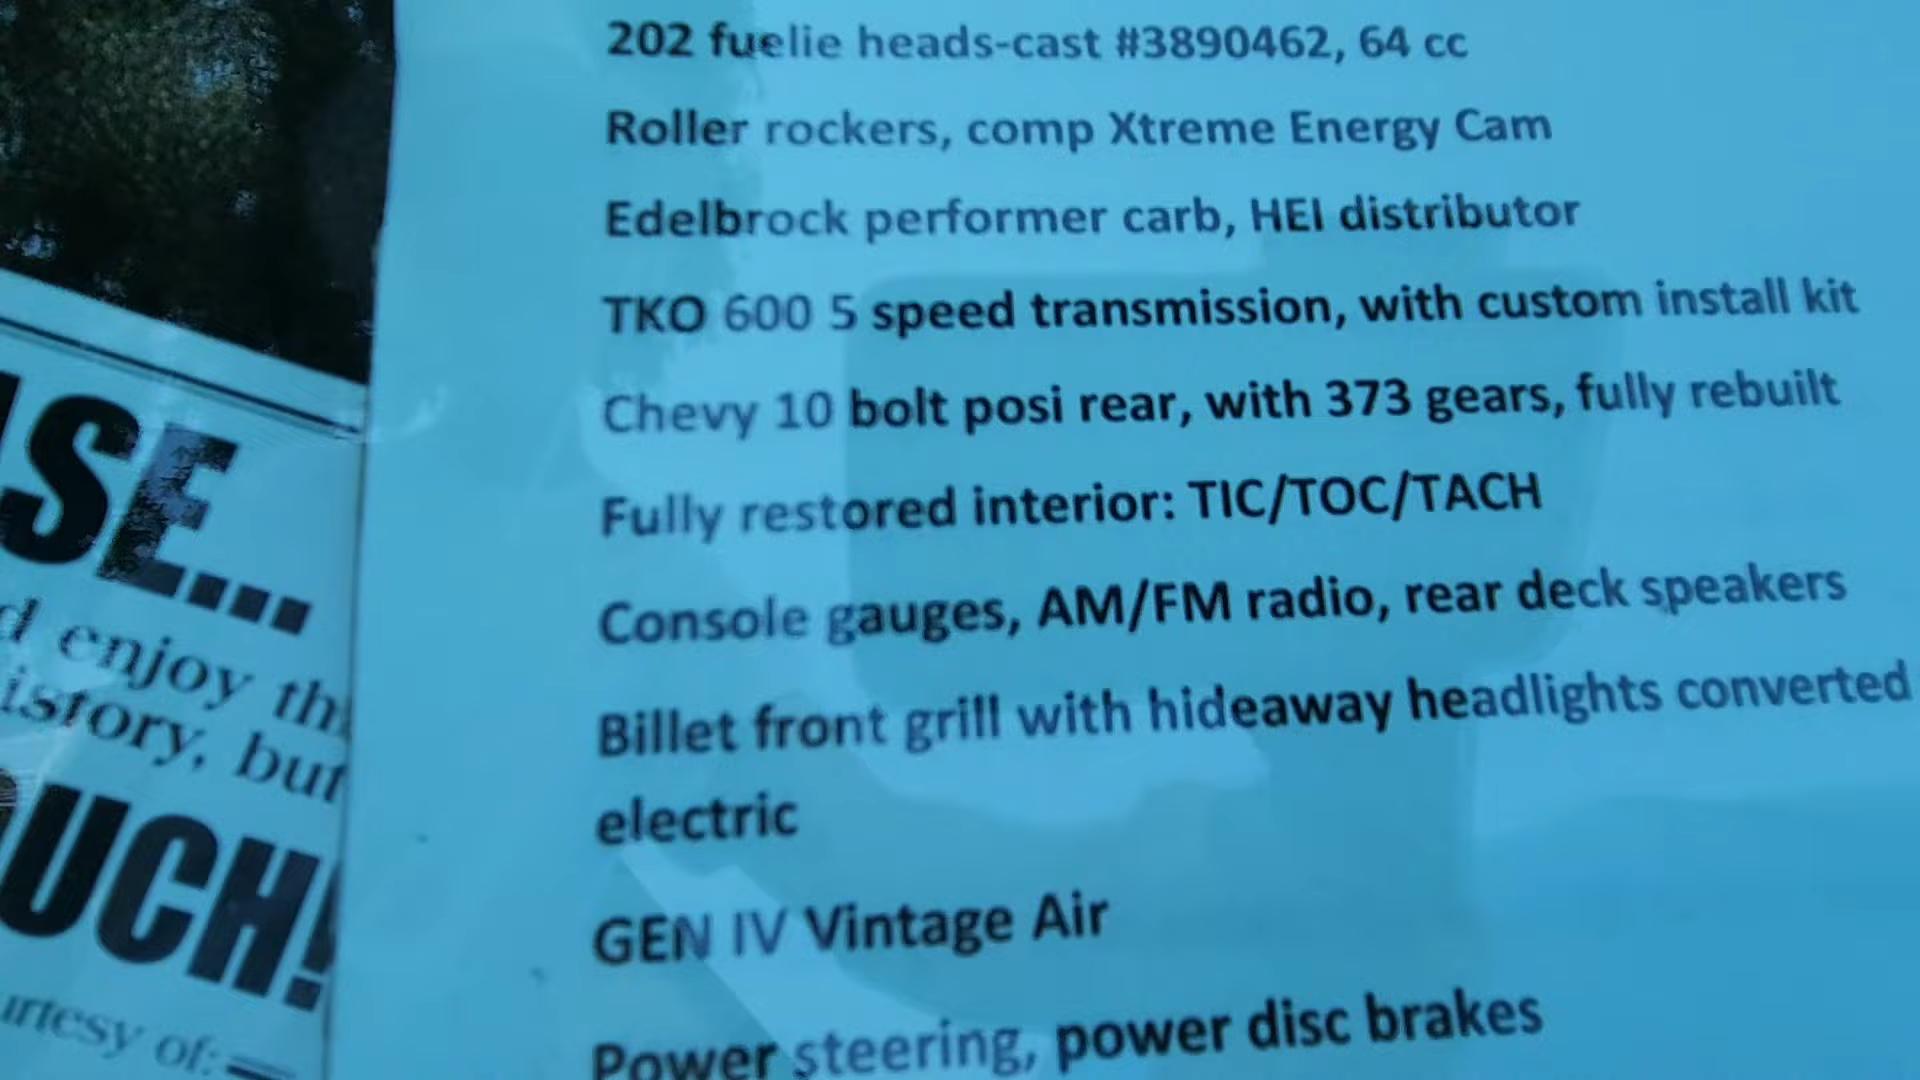 202 fuelie heads-cast #3890462, 64 cc
Roller rockers, comp Xtreme Energy Cam
Edelbrock performer carb, HEI distributor
TKO 600 5 speed transmission, with custom install kit
Chevy 10 bolt posi rear, with 373 gears, fully rebuilt
Fully restored interior: TIC/TOC/TACH
Console gauges, AM/FM radio, rear deck speakers
Billet front grill with hideaway headlights converted
electric
GEN IV Vintage Air
Power steering, power disc brakes
SE...
d enjoy th
istory, but
UCH!
urtesy of: